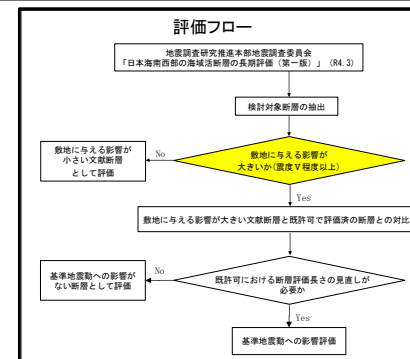 評価フロー
地震調査研究推進本部地震調査委員会
「日本海南西部の海域活断層の長期評価（第一版）」（R4.3）
検討対象断層の抽出
敷地に与える影響が
大きいか（震度Ⅴ程度以上）
No
敷地に与える影響が
小さい文献断層
として評価
Yes
敷地に与える影響が大きい文献断層と既許可で評価済の断層との対比
既許可における断層評価長さの見直しが
必要か
No
基準地震動への影響が
ない断層として評価
Yes
基準地震動への影響評価